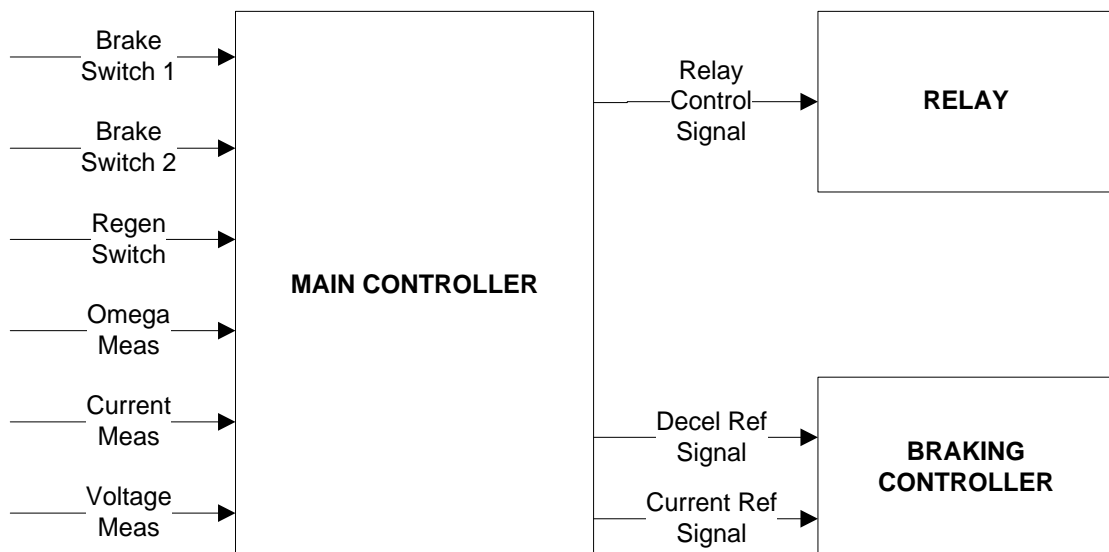 Brake
Switch 1
Brake
Switch 2
Regen
Switch
Omega
Meas
Current
Meas
Voltage
Meas
MAIN CONTROLLER
Relay
Control
Signal
RELAY
Decel Ref
Signal
Current Ref
Signal
BRAKING
CONTROLLER